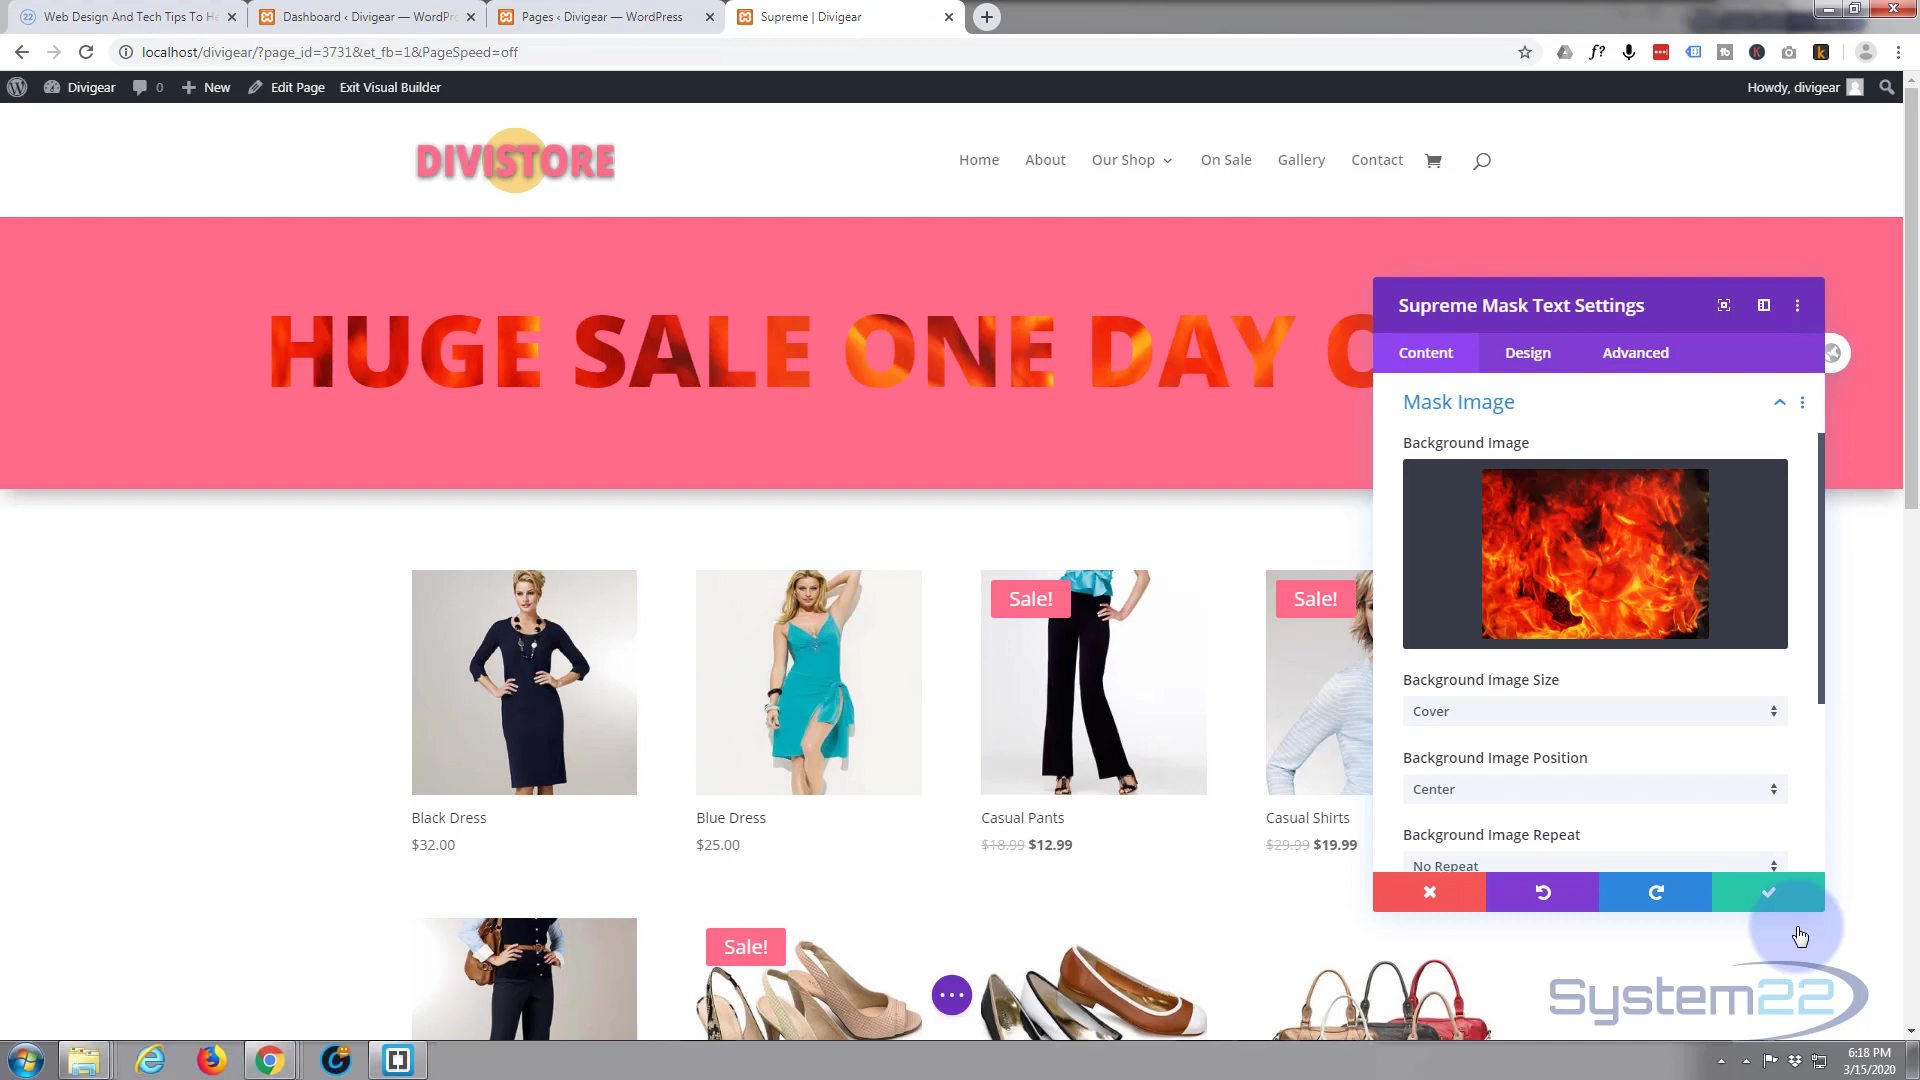 Web Design And Tech Tips To He
Dashboard ‹ Divigear — WordPre
Pages ‹ Divigear — WordPress
Supreme | Divigear
localhost/divigear/?page_id=3731&et_fb=1&PageSpeed=off
Divigear
0
New
Edit Page
Exit Visual Builder
Howdy, divigear
DIVISTORE
Home
About
Our Shop
On Sale
Gallery
Contact
HUGE SALE ONE DAY O
Supreme Mask Text Settings
Content
Design
Advanced
Mask Image
Background Image
Background Image Size
Cover
Background Image Position
Center
Background Image Repeat
No Repeat
Sale!
Sale!
Black Dress
Blue Dress
Casual Pants
Casual Shirts
$32.00
$25.00
$18.99 $12.99
$29.99 $19.99
Sale!
System22
6:18 PM
3/15/2020